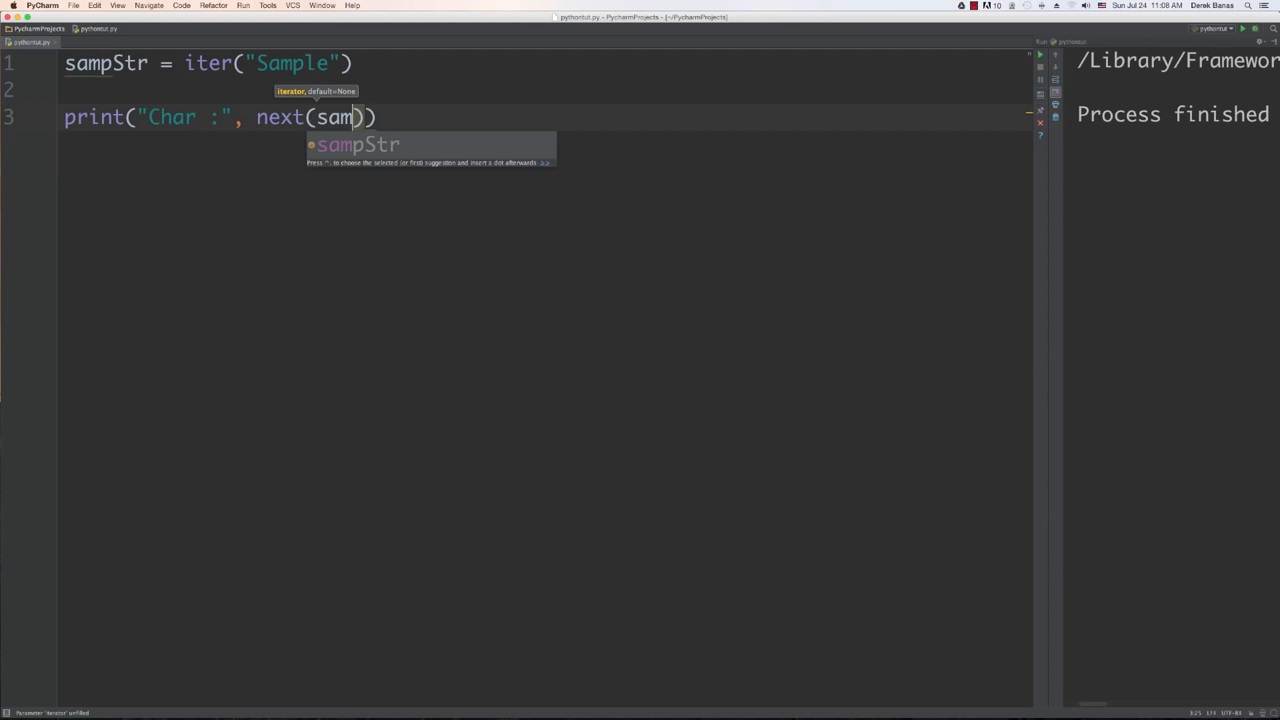 PyCharm File Edit View Navigate Code Refactor Run Tools VCS Window Help 10 Sun Jul 24 11:08 AM Derek Banas
pythontut.py - PycharmProjects - [~/PycharmProjects]
PycharmProjects pythontut.py pythontut
pythontut.py Run pythontut
1 sampStr = iter("Sample")
/Library/Framewor
2
iterator, default=None
3 print("Char :", next(sam))
Process finished
sampStr
Press ^. to choose the selected (or first) suggestion and insert a dot afterwards >>
Parameter 'iterator' unfilled 3:25 LF÷ UTF-8÷